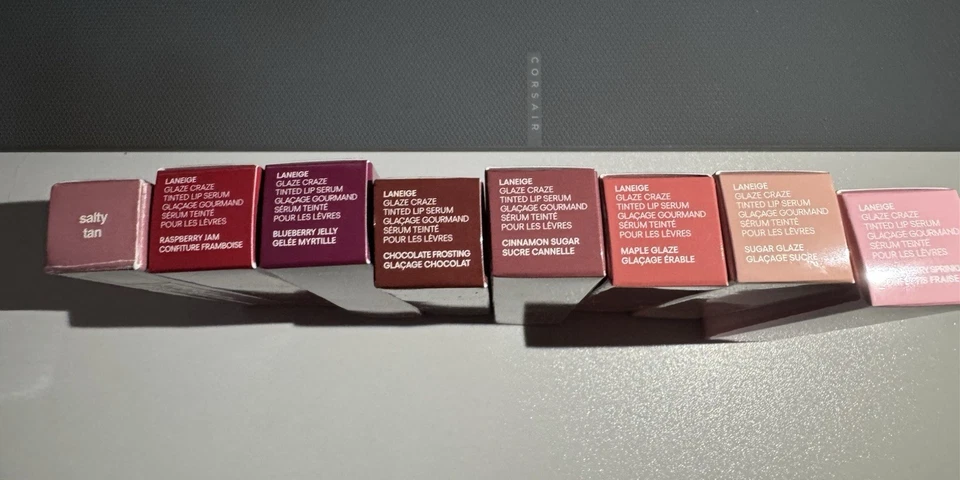 CORSAIR
salty
tan
LANEIGE
GLAZE CRAZE
TINTED LIP SERUM
GLAÇAGE GOURMAND
SÉRUM TEINTÉ
POUR LES LÈVRES
RASPBERRY JAM
CONFITURE FRAMBOISE
LANEIGE
GLAZE CRAZE
TINTED LIP SERUM
GLAÇAGE GOURMAND
SÉRUM TEINTÉ
POUR LES LÈVRES
BLUEBERRY JELLY
GELÉE MYRTILLE
LANEIGE
GLAZE CRAZE
TINTED LIP SERUM
GLAÇAGE GOURMAND
SÉRUM TEINTÉ
POUR LES LÈVRES
CHOCOLATE FROSTING
GLAÇAGE CHOCOLAT
LANEIGE
GLAZE CRAZE
TINTED LIP SERUM
GLAÇAGE GOURMAND
SÉRUM TEINTÉ
POUR LES LÈVRES
CINNAMON SUGAR
SUCRE CANNELLE
LANEIGE
GLAZE CRAZE
TINTED LIP SERUM
GLAÇAGE GOURMAND
SÉRUM TEINTÉ
POUR LES LÈVRES
MAPLE GLAZE
GLAÇAGE ÉRABLE
LANEIGE
GLAZE CRAZE
TINTED LIP SERUM
GLAÇAGE GOURMAND
SÉRUM TEINTÉ
POUR LES LÈVRES
SUGAR GLAZE
GLAÇAGE SUCRE
LANEIGE
GLAZE CRAZE
TINTED LIP SERUM
GLAÇAGE GOURMAND
SÉRUM TEINTÉ
POUR LES LÈVRES